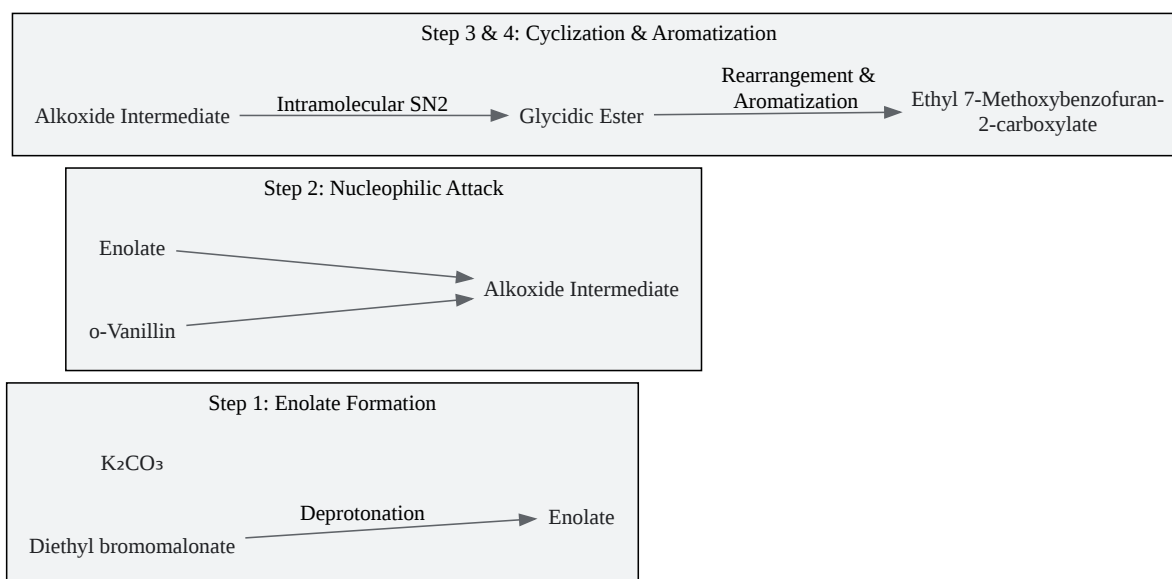 Step 3 & 4: Cyclization & Aromatization
Alkoxide Intermediate
Intramolecular SN2
Glycidic Ester
Rearrangement &
Aromatization
Ethyl 7-Methoxybenzofuran-
2-carboxylate
Step 2: Nucleophilic Attack
Enolate
o-Vanillin
Alkoxide Intermediate
Step 1: Enolate Formation
K₂CO₃
Diethyl bromomalonate
Deprotonation
Enolate